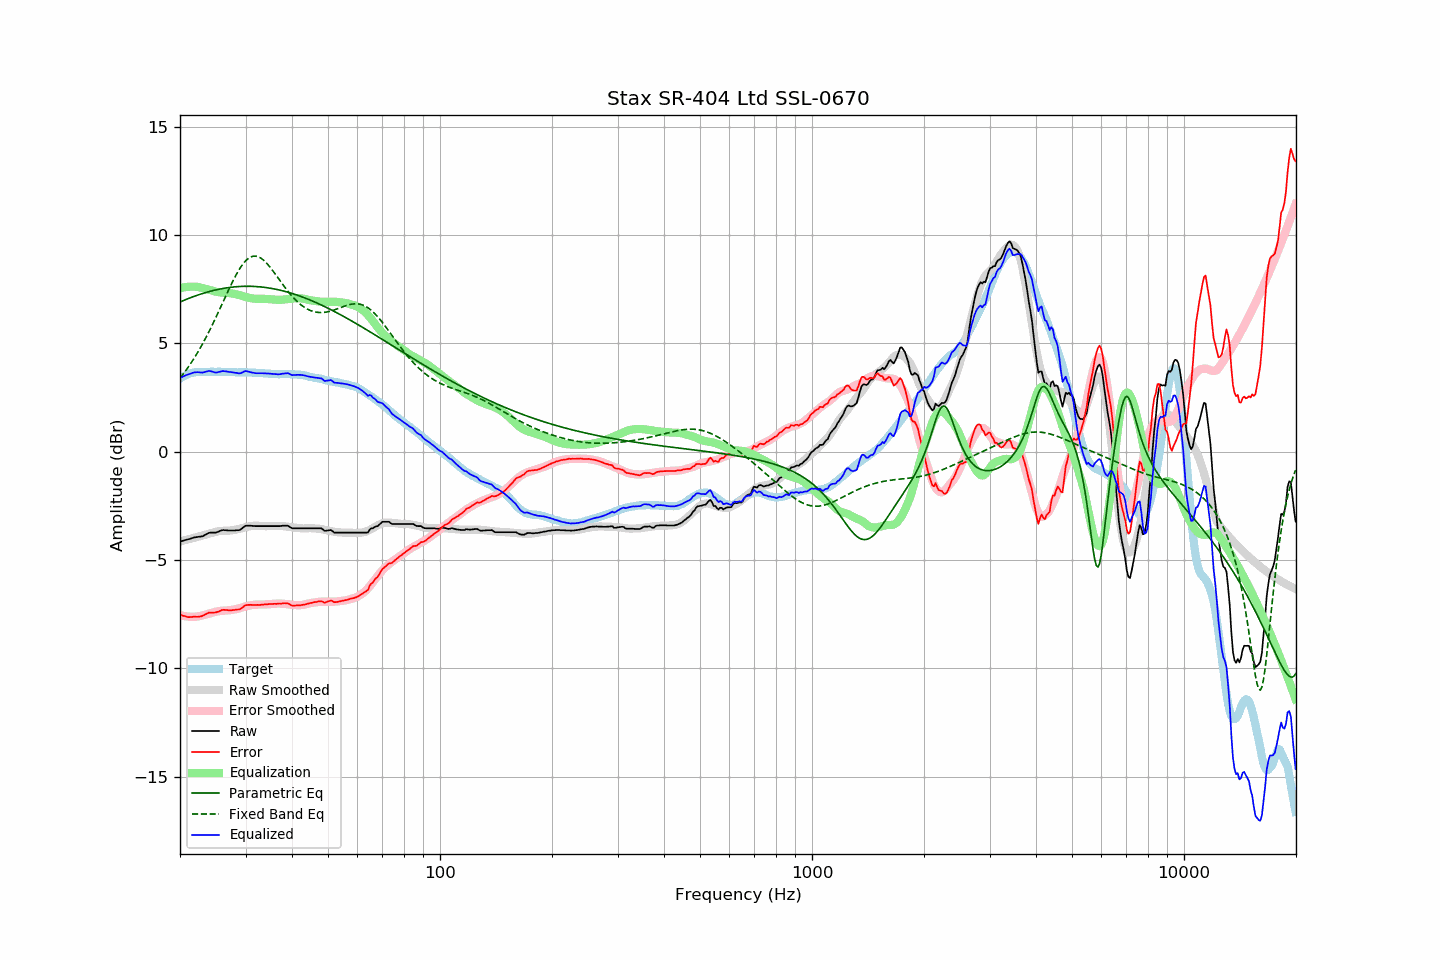 Stax SR-404 Ltd SSL-0670
15
10
5
0
−5
−10
−15
Amplitude (dBr)
Target
Raw Smoothed
Error Smoothed
Raw
Error
Equalization
Parametric Eq
Fixed Band Eq
Equalized
100
1000
10000
Frequency (Hz)